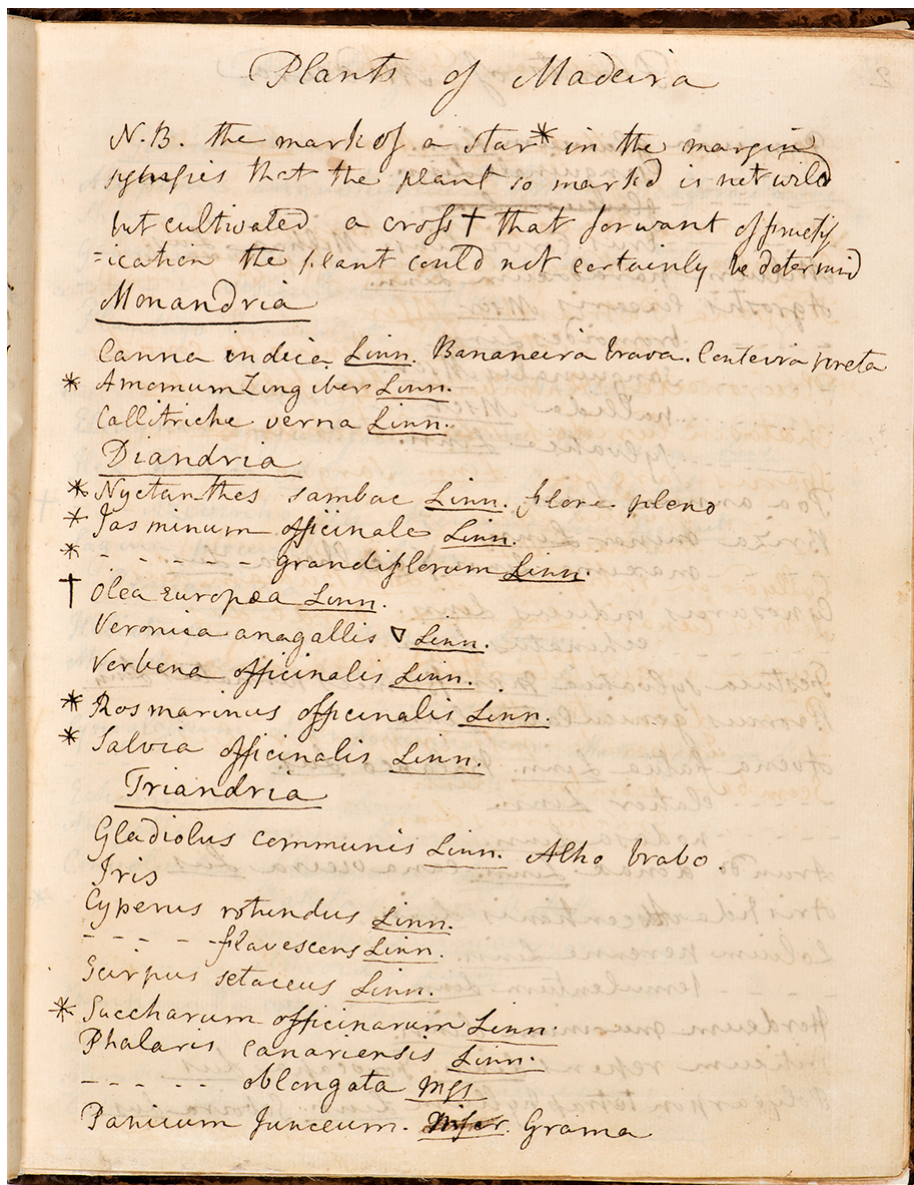 Plants of Madeira
N.B. the mark of a star * in the margin
signifies that the plant so markd is not wild
but cultivated a cross † that for want of fructif
=ication the plant could not certainly be determind
Monandria
Canna indica Linn. Bananeira brava. Conteira preta
* Amomum Zingiber Linn.
Callitriche verna Linn.
Diandria
* Nyctanthes sambac Linn. flore pleno
* Jasminum officinale Linn.
* - - - - - - grandiflorum Linn.
† Olea Europæa Linn.
Veronica anagallis ∇ Linn.
Verbena officinalis Linn.
* Rosmarinus officinalis Linn.
* Salvia officinalis Linn.
Triandria
Gladiolus communis Linn. Alho brabo.
Iris
Cyperus rotundus Linn.
- - - - - flavescens Linn.
Scirpus setaceus Linn.
* Saccharum officinarum Linn.
Phalaris canariensis Linn.
- - - - - oblongata Mss
Panicum Junceum. Grama